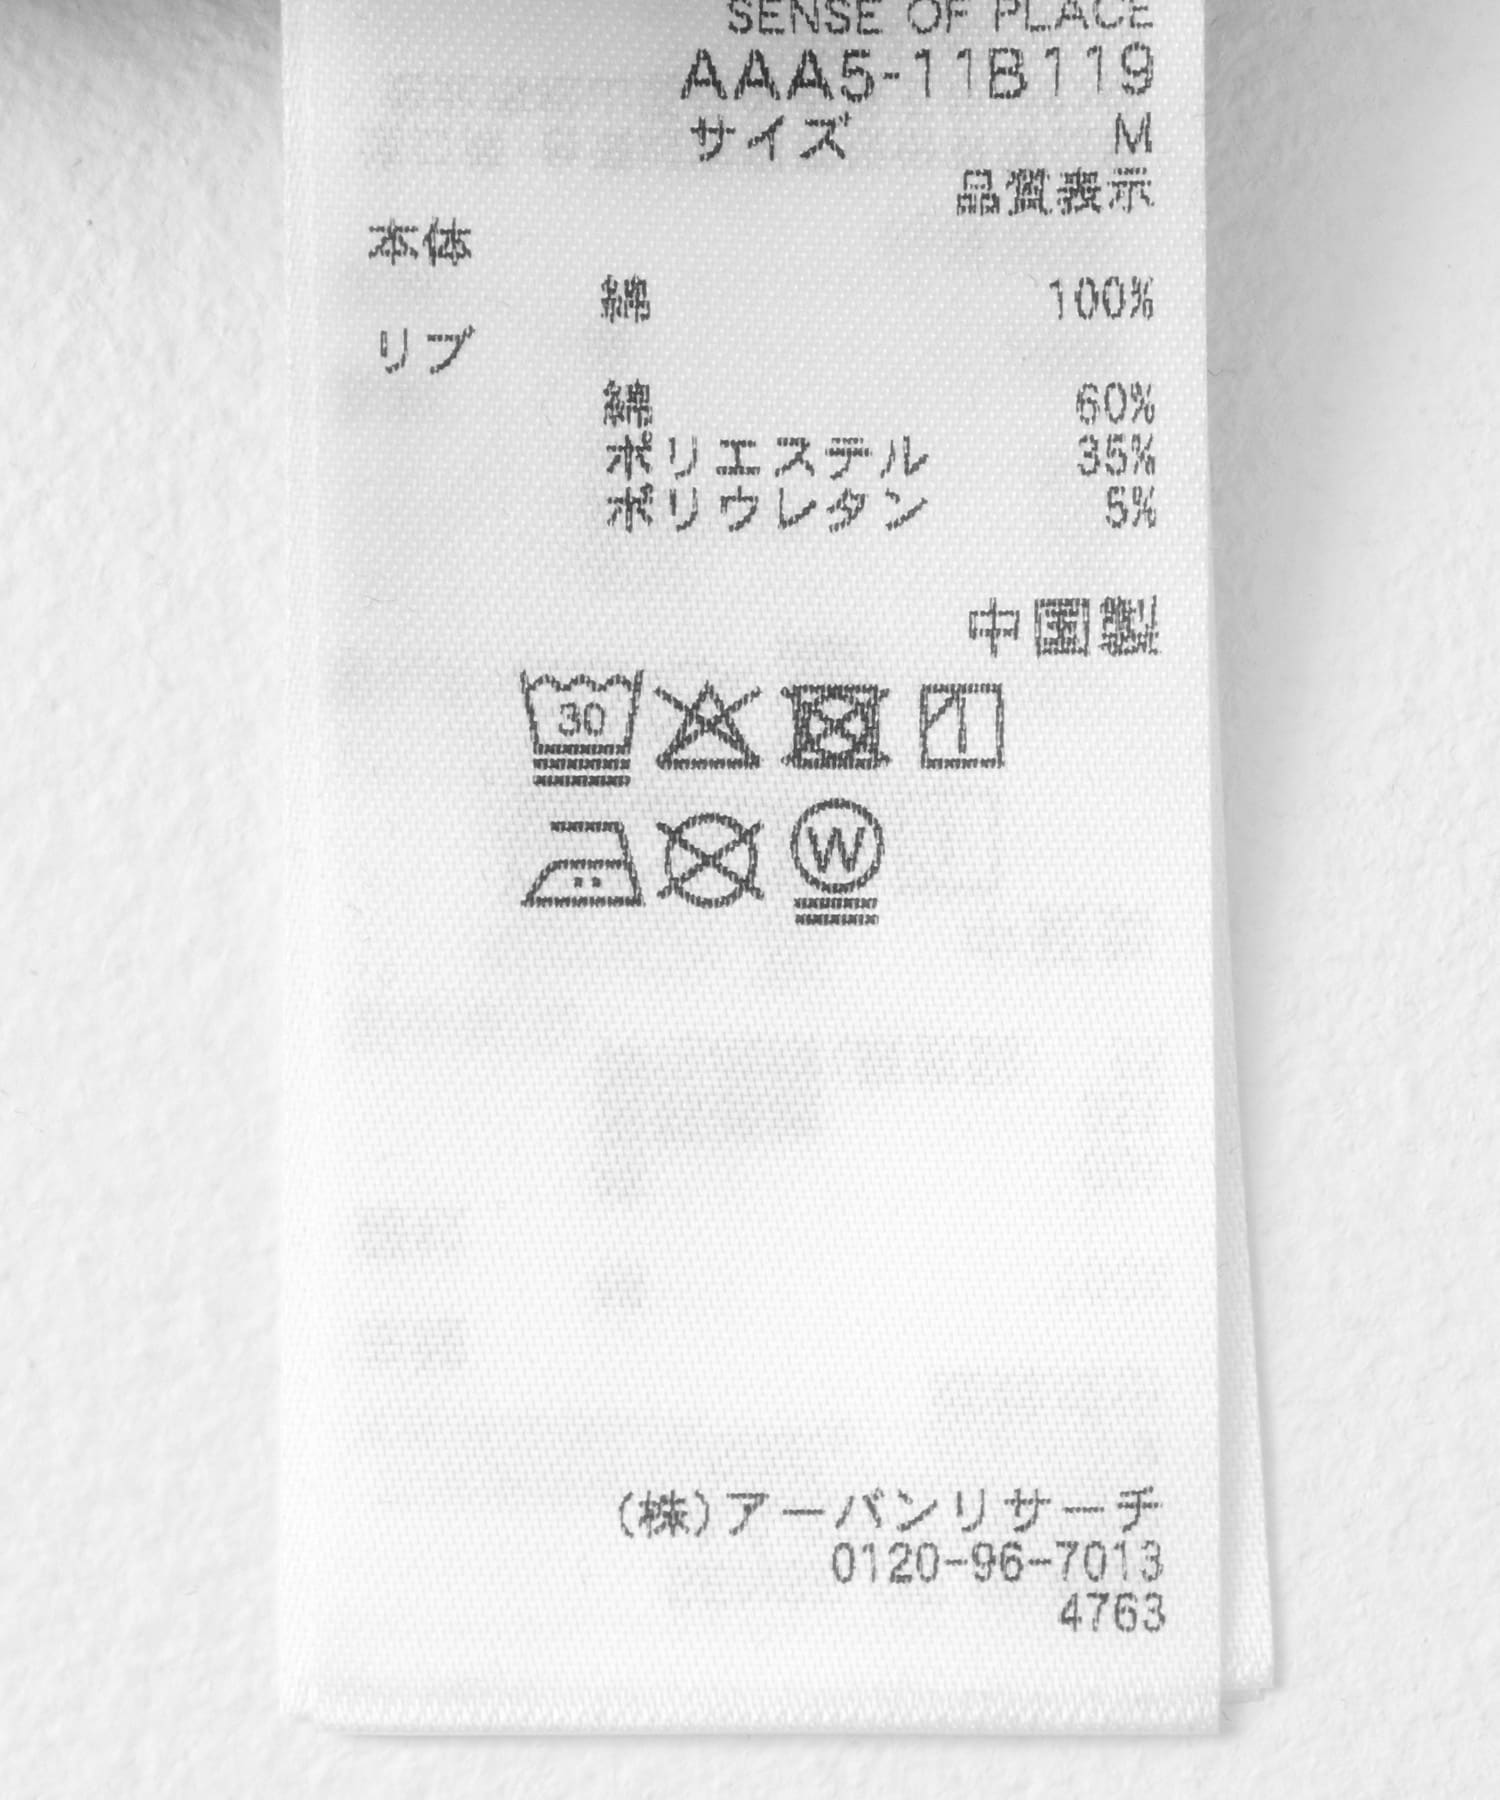 SENSE OF PLACE
AAA5-11B119
サイズ M
品質表示
本体
綿 100%
リブ
綿 60%
ポリエステル 35%
ポリウレタン 5%
中国製
30
W
(株)アーバンリサーチ
0120-96-7013
4763